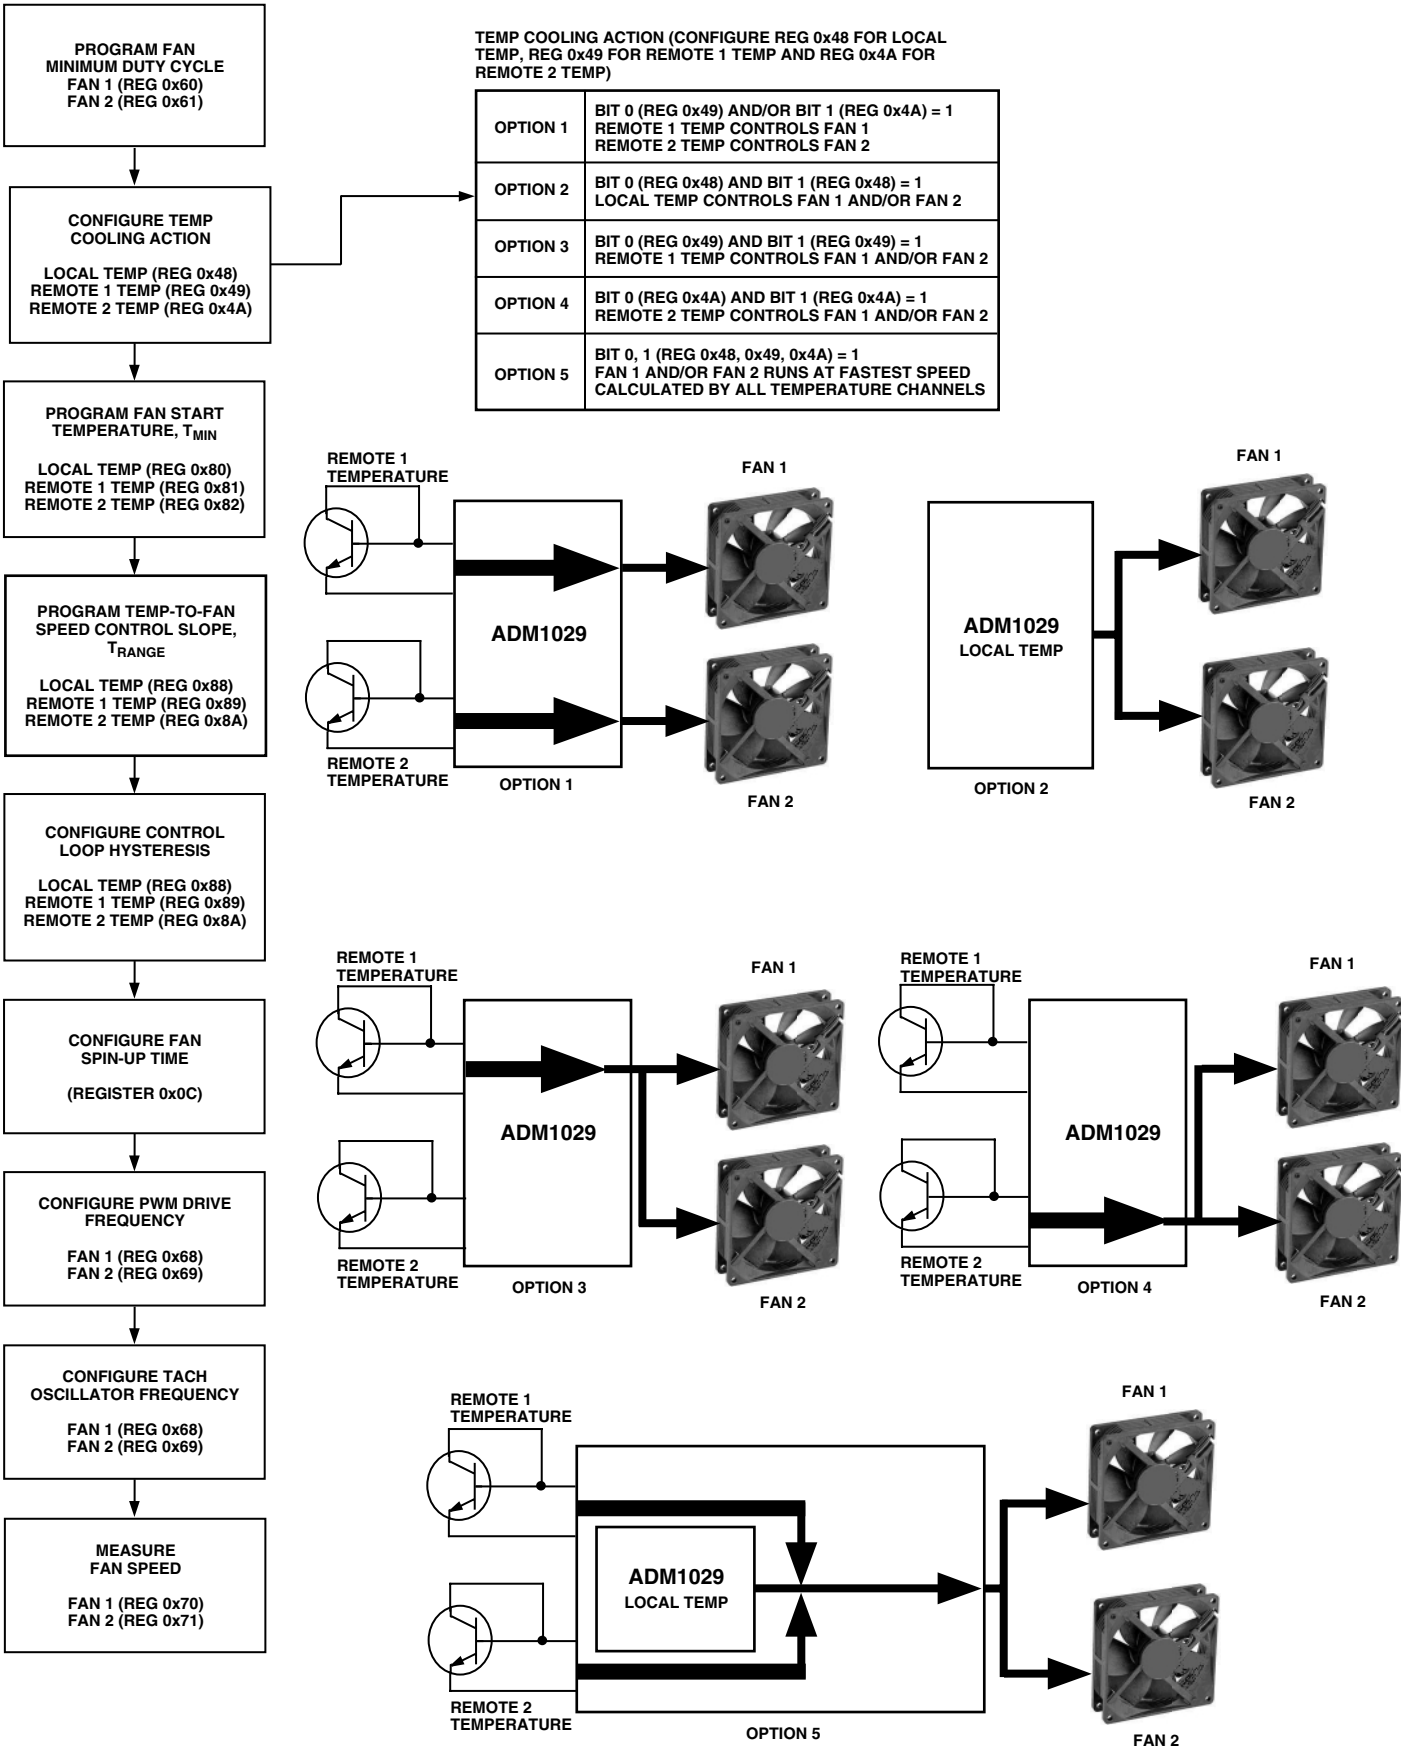 PROGRAM FAN
MINIMUM DUTY CYCLE
FAN 1 (REG 0x60)
FAN 2 (REG 0x61)
CONFIGURE TEMP
COOLING ACTION
LOCAL TEMP (REG 0x48)
REMOTE 1 TEMP (REG 0x49)
REMOTE 2 TEMP (REG 0x4A)
PROGRAM FAN START
TEMPERATURE, TMIN
LOCAL TEMP (REG 0x80)
REMOTE 1 TEMP (REG 0x81)
REMOTE 2 TEMP (REG 0x82)
PROGRAM TEMP-TO-FAN
SPEED CONTROL SLOPE,
TRANGE
LOCAL TEMP (REG 0x88)
REMOTE 1 TEMP (REG 0x89)
REMOTE 2 TEMP (REG 0x8A)
CONFIGURE CONTROL
LOOP HYSTERESIS
LOCAL TEMP (REG 0x88)
REMOTE 1 TEMP (REG 0x89)
REMOTE 2 TEMP (REG 0x8A)
CONFIGURE FAN
SPIN-UP TIME
(REGISTER 0x0C)
CONFIGURE PWM DRIVE
FREQUENCY
FAN 1 (REG 0x68)
FAN 2 (REG 0x69)
CONFIGURE TACH
OSCILLATOR FREQUENCY
FAN 1 (REG 0x68)
FAN 2 (REG 0x69)
MEASURE
FAN SPEED
FAN 1 (REG 0x70)
FAN 2 (REG 0x71)
TEMP COOLING ACTION (CONFIGURE REG 0x48 FOR LOCAL
TEMP, REG 0x49 FOR REMOTE 1 TEMP AND REG 0x4A FOR
REMOTE 2 TEMP)
OPTION 1
BIT 0 (REG 0x49) AND/OR BIT 1 (REG 0x4A) = 1
REMOTE 1 TEMP CONTROLS FAN 1
REMOTE 2 TEMP CONTROLS FAN 2
OPTION 2
BIT 0 (REG 0x48) AND BIT 1 (REG 0x48) = 1
LOCAL TEMP CONTROLS FAN 1 AND/OR FAN 2
OPTION 3
BIT 0 (REG 0x49) AND BIT 1 (REG 0x49) = 1
REMOTE 1 TEMP CONTROLS FAN 1 AND/OR FAN 2
OPTION 4
BIT 0 (REG 0x4A) AND BIT 1 (REG 0x4A) = 1
REMOTE 2 TEMP CONTROLS FAN 1 AND/OR FAN 2
OPTION 5
BIT 0, 1 (REG 0x48, 0x49, 0x4A) = 1
FAN 1 AND/OR FAN 2 RUNS AT FASTEST SPEED
CALCULATED BY ALL TEMPERATURE CHANNELS
REMOTE 1
TEMPERATURE
FAN 1
ADM1029
REMOTE 2
TEMPERATURE
OPTION 1
FAN 2
FAN 1
ADM1029
LOCAL TEMP
OPTION 2
FAN 2
REMOTE 1
TEMPERATURE
FAN 1
ADM1029
REMOTE 2
TEMPERATURE
OPTION 3
FAN 2
REMOTE 1
TEMPERATURE
FAN 1
ADM1029
REMOTE 2
TEMPERATURE
OPTION 4
FAN 2
REMOTE 1
TEMPERATURE
FAN 1
ADM1029
LOCAL TEMP
REMOTE 2
TEMPERATURE
OPTION 5
FAN 2